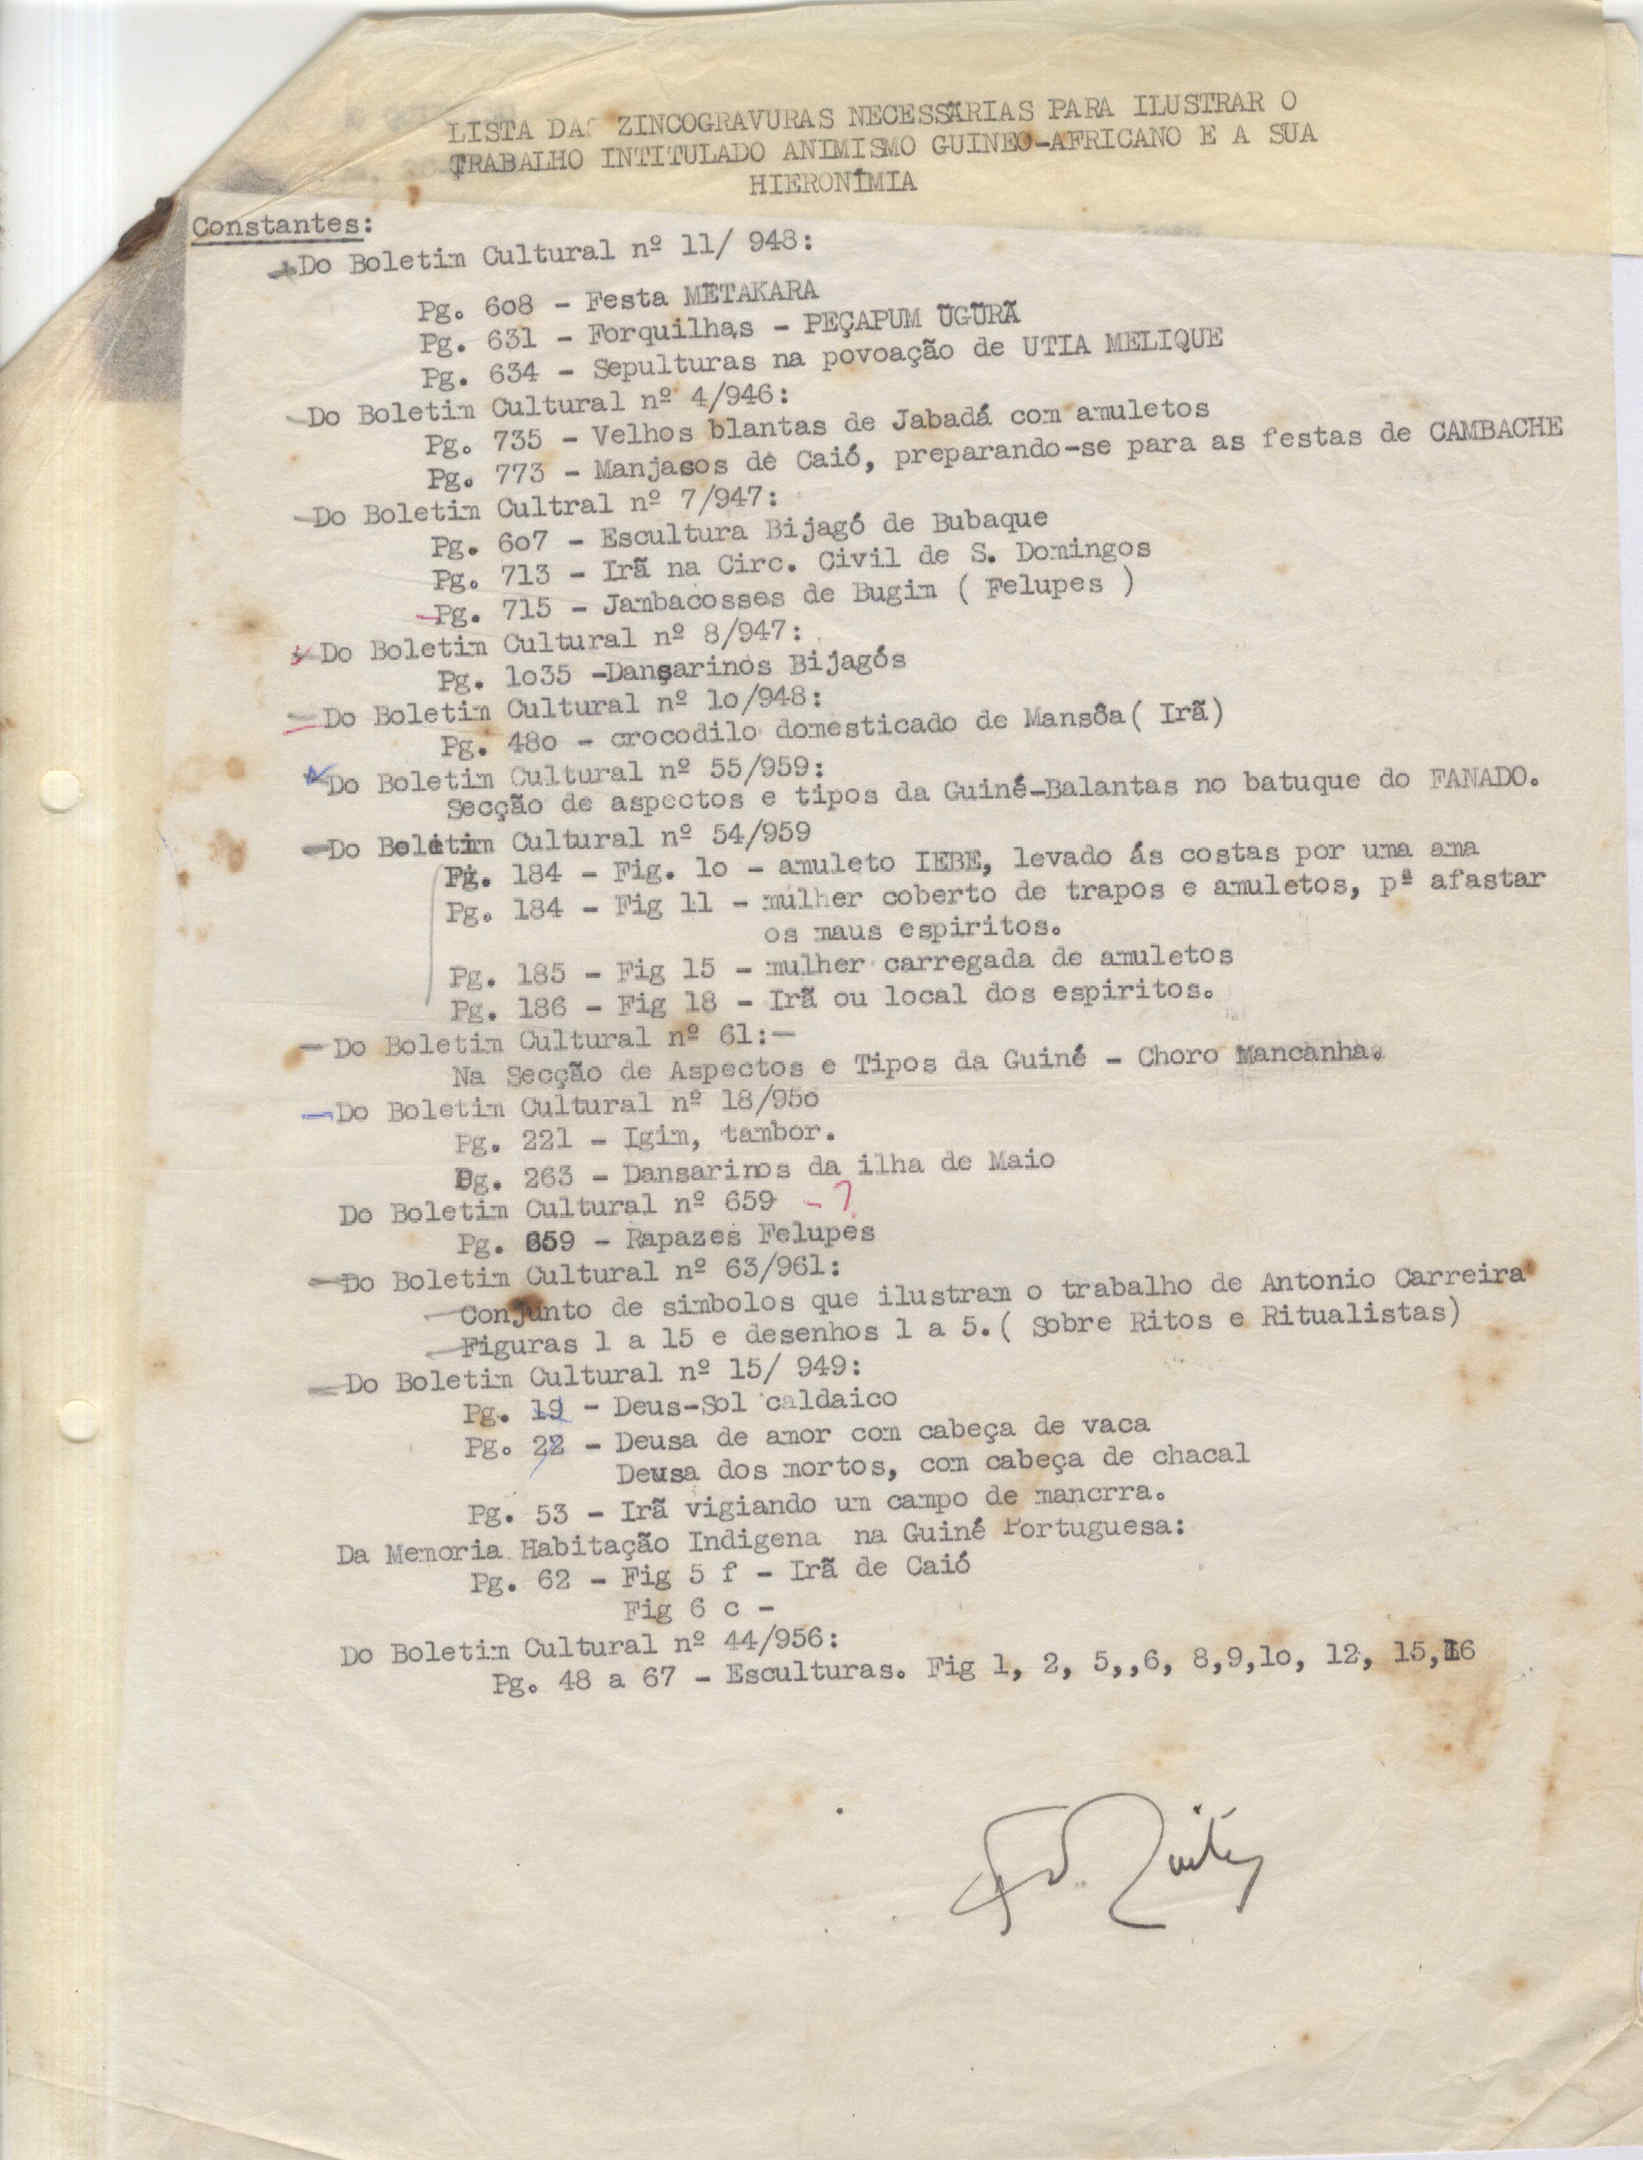 LISTA DAS ZINCOGRAVURAS NECESSÁRIAS PARA ILUSTRAR O
TRABALHO INTITULADO ANIMISMO GUINEO-AFRICANO E A SUA
HIERONÍMIA
Constantes:
Do Boletim Cultural nº 11/ 948:
Pg. 6o8 - Festa METAKARA
Pg. 631 - Forquilhas - PEÇAPUM ŨGŨRÃ
Pg. 634 - Sepulturas na povoação de UTIA MELIQUE
-Do Boletim Cultural nº 4/946:
Pg. 735 - Velhos blantas de Jabadá com amuletos
Pg. 773 - Manjacos de Caió, preparando-se para as festas de CAMBACHE
-Do Boletim Cultral nº 7/947:
Pg. 6o7 - Escultura Bijagó de Bubaque
Pg. 713 - Irã na Circ. Civil de S. Domingos
Pg. 715 - Jambacosses de Bugim ( Felupes )
-Do Boletim Cultural nº 8/947:
Pg. 1o35 -Dançarinos Bijagós
-Do Boletim Cultural nº 1o/948:
Pg. 48o - crocodilo domesticado de Mansôa( Irã)
Do Boletim Cultural nº 55/959:
Secção de aspectos e tipos da Guiné-Balantas no batuque do FANADO.
-Do Boletim Cultural nº 54/959
Pg. 184 - Fig. 1o - amuleto IEBE, levado ás costas por uma ama
Pg. 184 - Fig 11 - mulher coberto de trapos e amuletos, pª afastar
os maus espiritos.
Pg. 185 - Fig 15 - mulher carregada de amuletos
Pg. 186 - Fig 18 - Irã ou local dos espiritos.
-Do Boletim Cultural nº 61:-
Na Secção de Aspectos e Tipos da Guiné - Choro Mancanha.
-Do Boletim Cultural nº 18/95o
Pg. 221 - Igim, tambor.
Pg. 263 - Dansarinos da ilha de Maio
Do Boletim Cultural nº 659 - ?
Pg. 659 - Rapazes Felupes
-Do Boletim Cultural nº 63/961:
-Conjunto de simbolos que ilustram o trabalho de Antonio Carreira
-Figuras 1 a 15 e desenhos 1 a 5.( Sobre Ritos e Ritualistas)
-Do Boletim Cultural nº 15/ 949:
Pg. 19 - Deus-Sol caldaico
Pg. 22 - Deusa de amor com cabeça de vaca
Deusa dos mortos, com cabeça de chacal
Pg. 53 - Irã vigiando um campo de mancrra.
Da Memoria Habitação Indigena na Guiné Portuguesa:
Pg. 62 - Fig 5 f - Irã de Caió
Fig 6 c -
Do Boletim Cultural nº 44/956:
Pg. 48 a 67 - Esculturas. Fig 1, 2, 5,,6, 8,9,1o, 12, 15,16